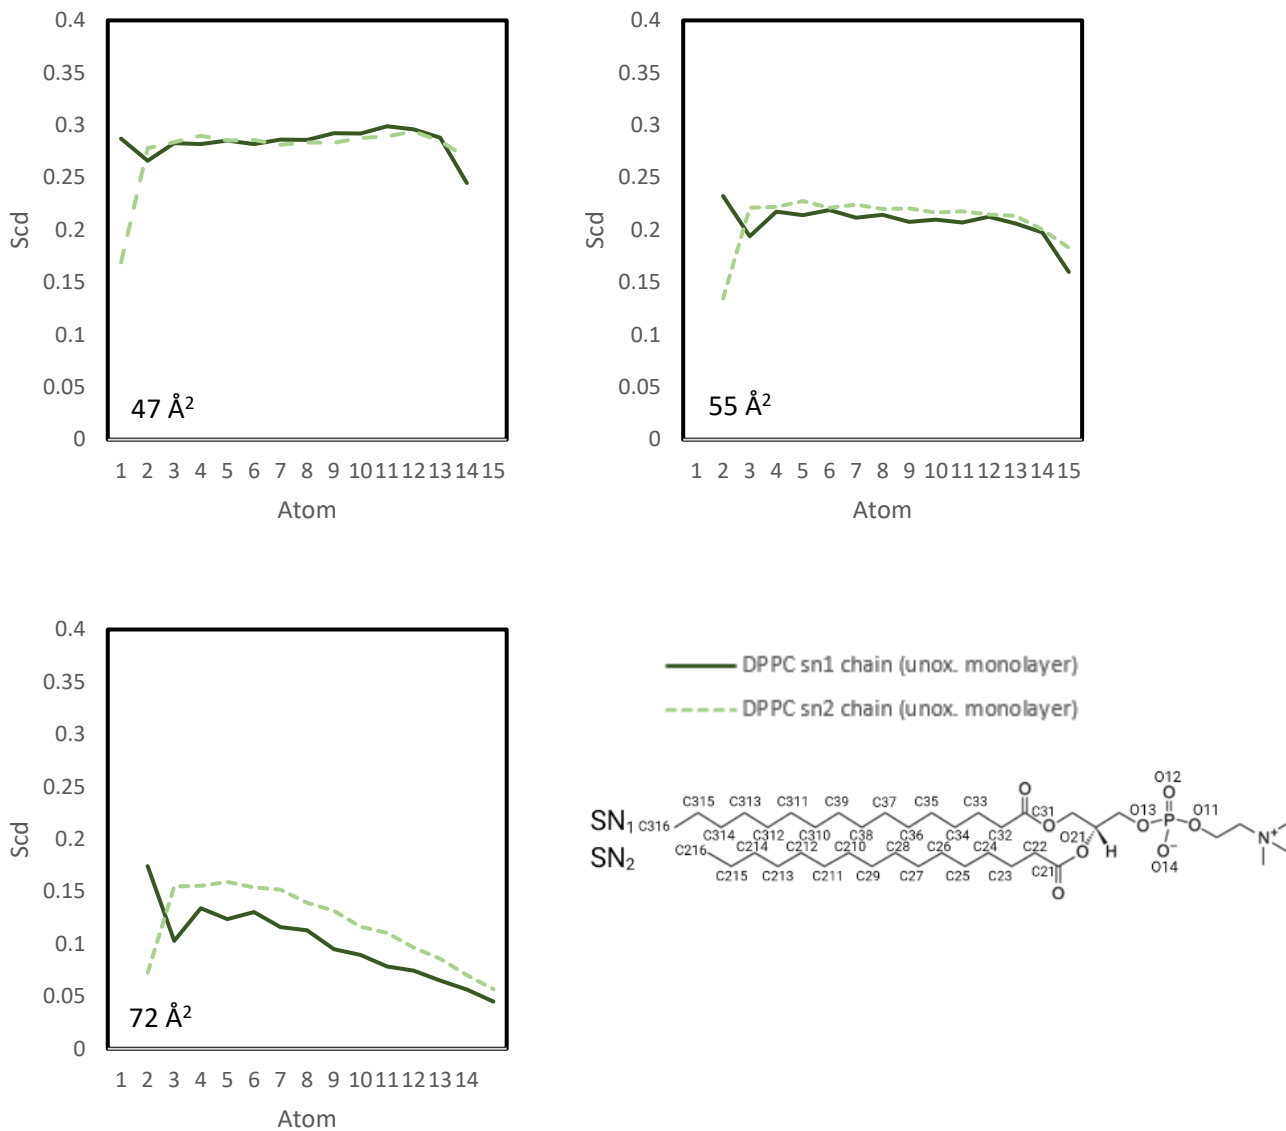 0.4
0.35
0.3
0.25
0.2
0.15
0.1
0.05
0
Scd
47 Å²
1 2 3 4 5 6 7 8 9 10 11 12 13 14 15
Atom
0.4
0.35
0.3
0.25
0.2
0.15
0.1
0.05
0
Scd
55 Å²
1 2 3 4 5 6 7 8 9 10 11 12 13 14 15
Atom
0.4
0.35
0.3
0.25
0.2
0.15
0.1
0.05
0
Scd
72 Å²
1 2 3 4 5 6 7 8 9 10 11 12 13 14
Atom
DPPC sn1 chain (unox. monolayer)
DPPC sn2 chain (unox. monolayer)
O12
O O
C315 C313 C311 C39 C37 C35 C33 C31 O13 P O11
SN₁ C316 O O O
C314 C312 C310 C38 C36 C34 C32 O21 N⁺
SN₂ C216 C214 C212 C210 C28 C26 C24 C22 O H O⁻
C215 C213 C211 C29 C27 C25 C23 C21 O14
O